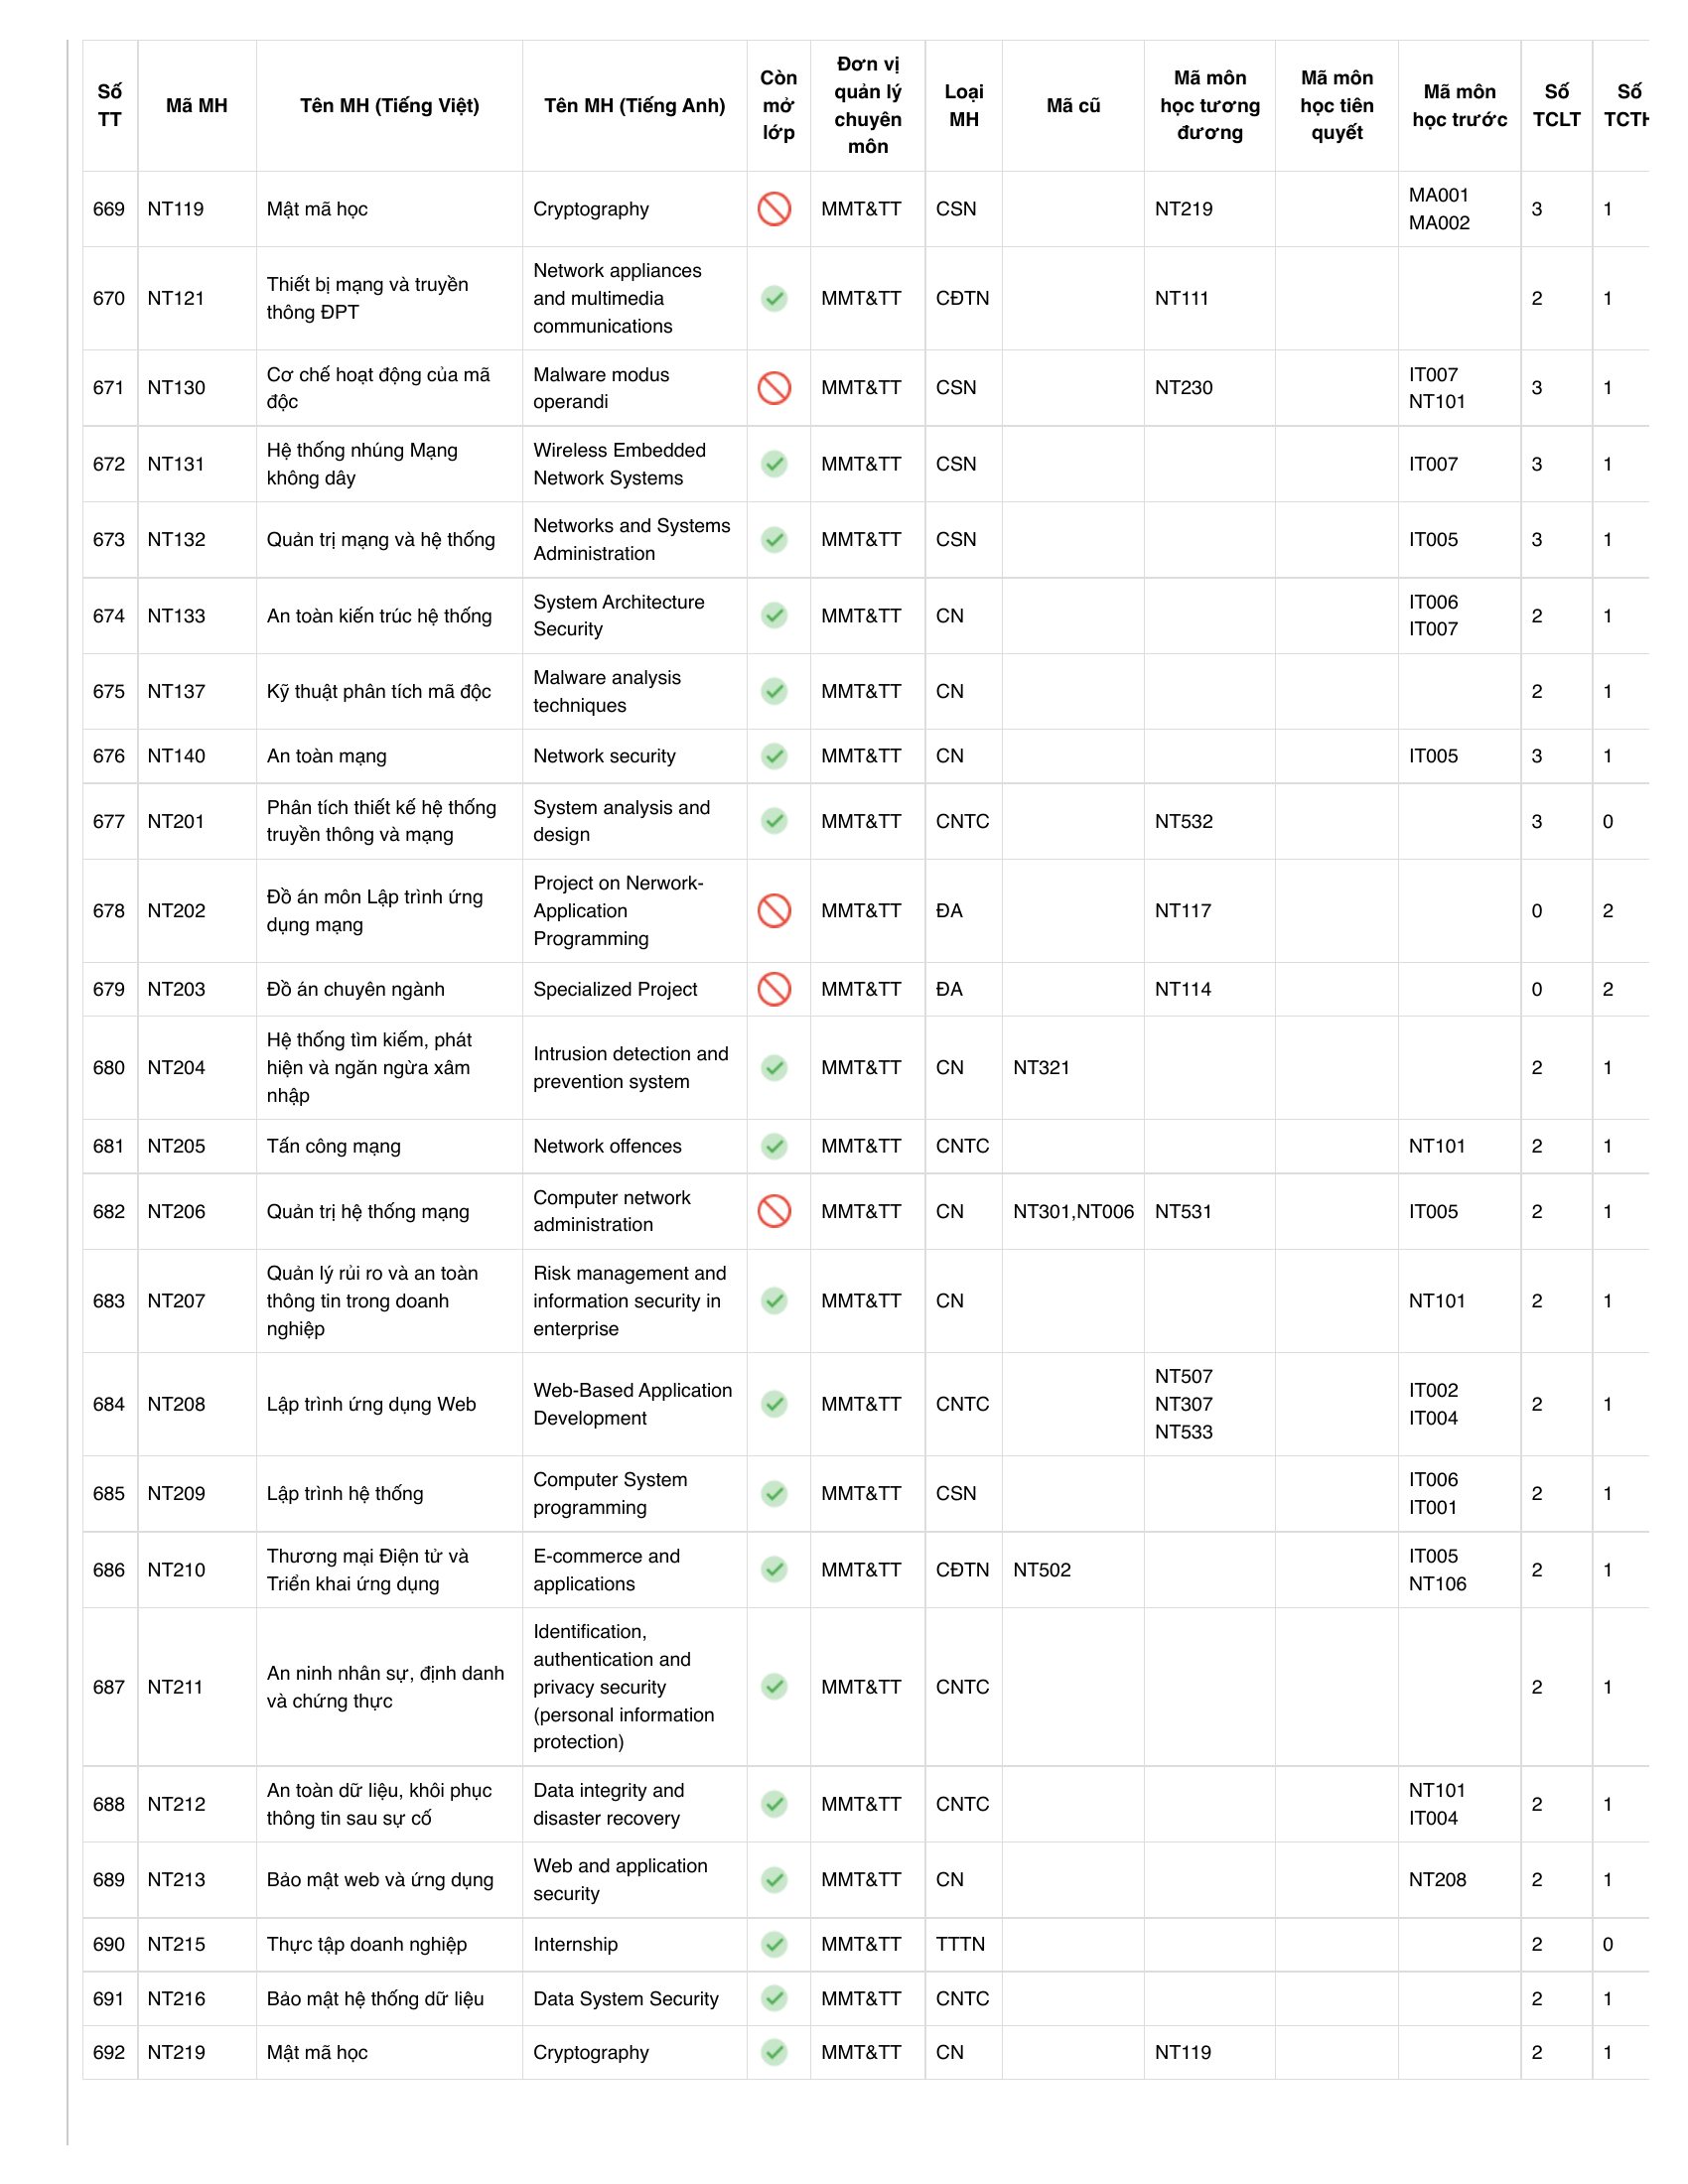 Số TT Mã MH Tên MH (Tiếng Việt) Tên MH (Tiếng Anh) Còn mở lớp Đơn vị quản lý chuyên môn Loại MH Mã cũ Mã môn học tương đương Mã môn học tiên quyết Mã môn học trước Số TCLT Số TCTH
669 NT119 Mật mã học Cryptography MMT&TT CSN NT219 MA001 MA002 3 1
670 NT121 Thiết bị mạng và truyền thông ĐPT Network appliances and multimedia communications MMT&TT CĐTN NT111 2 1
671 NT130 Cơ chế hoạt động của mã độc Malware modus operandi MMT&TT CSN NT230 IT007 NT101 3 1
672 NT131 Hệ thống nhúng Mạng không dây Wireless Embedded Network Systems MMT&TT CSN IT007 3 1
673 NT132 Quản trị mạng và hệ thống Networks and Systems Administration MMT&TT CSN IT005 3 1
674 NT133 An toàn kiến trúc hệ thống System Architecture Security MMT&TT CN IT006 IT007 2 1
675 NT137 Kỹ thuật phân tích mã độc Malware analysis techniques MMT&TT CN 2 1
676 NT140 An toàn mạng Network security MMT&TT CN IT005 3 1
677 NT201 Phân tích thiết kế hệ thống truyền thông và mạng System analysis and design MMT&TT CNTC NT532 3 0
678 NT202 Đồ án môn Lập trình ứng dụng mạng Project on Nerwork-Application Programming MMT&TT ĐA NT117 0 2
679 NT203 Đồ án chuyên ngành Specialized Project MMT&TT ĐA NT114 0 2
680 NT204 Hệ thống tìm kiếm, phát hiện và ngăn ngừa xâm nhập Intrusion detection and prevention system MMT&TT CN NT321 2 1
681 NT205 Tấn công mạng Network offences MMT&TT CNTC NT101 2 1
682 NT206 Quản trị hệ thống mạng Computer network administration MMT&TT CN NT301,NT006 NT531 IT005 2 1
683 NT207 Quản lý rủi ro và an toàn thông tin trong doanh nghiệp Risk management and information security in enterprise MMT&TT CN NT101 2 1
684 NT208 Lập trình ứng dụng Web Web-Based Application Development MMT&TT CNTC NT507 NT307 NT533 IT002 IT004 2 1
685 NT209 Lập trình hệ thống Computer System programming MMT&TT CSN IT006 IT001 2 1
686 NT210 Thương mại Điện tử và Triển khai ứng dụng E-commerce and applications MMT&TT CĐTN NT502 IT005 NT106 2 1
687 NT211 An ninh nhân sự, định danh và chứng thực Identification, authentication and privacy security (personal information protection) MMT&TT CNTC 2 1
688 NT212 An toàn dữ liệu, khôi phục thông tin sau sự cố Data integrity and disaster recovery MMT&TT CNTC NT101 IT004 2 1
689 NT213 Bảo mật web và ứng dụng Web and application security MMT&TT CN NT208 2 1
690 NT215 Thực tập doanh nghiệp Internship MMT&TT TTTN 2 0
691 NT216 Bảo mật hệ thống dữ liệu Data System Security MMT&TT CNTC 2 1
692 NT219 Mật mã học Cryptography MMT&TT CN NT119 2 1